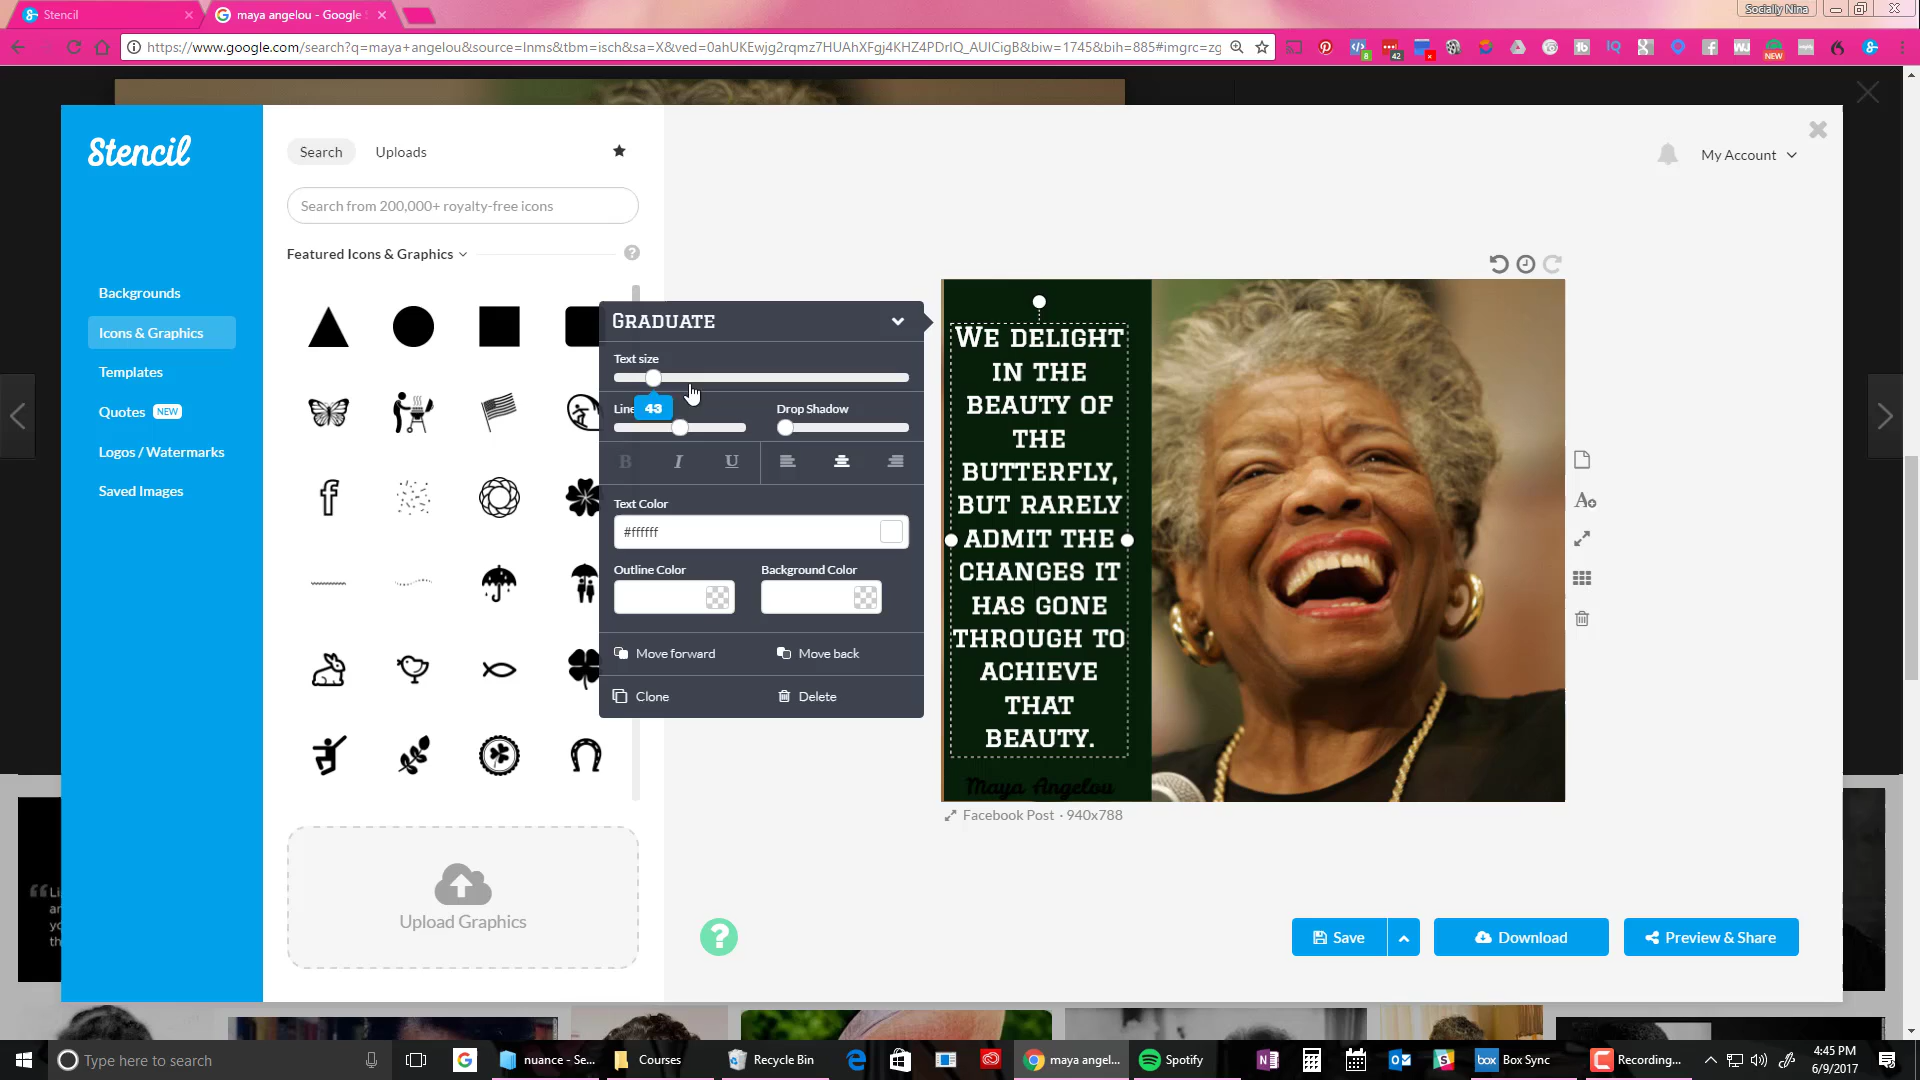 Stencil
maya angelou - Google
Socially Nina
https://www.google.com/search?q=maya+angelou&source=lnms&tbm=isch&sa=X&ved=0ahUKEwjg2rqmz7HUAhXFgj4KHZ4PDrIQ_AUICigB&biw=1745&bih=885#imgrc=zg
8
42
NEW
Stencil
Search
Uploads
My Account
Search from 200,000+ royalty-free icons
Featured Icons & Graphics
Backgrounds
Icons & Graphics
Templates
Quotes NEW
Logos / Watermarks
Saved Images
GRADUATE
Text size
43
Drop Shadow
B I U
Text Color
#ffffff
Outline Color
Background Color
Move forward
Move back
Clone
Delete
WE DELIGHT
IN THE
BEAUTY OF
THE
BUTTERFLY,
BUT RARELY
ADMIT THE
CHANGES IT
HAS GONE
THROUGH TO
ACHIEVE
THAT
BEAUTY.
Maya Angelou
Facebook Post · 940x788
Upload Graphics
?
Save
Download
Preview & Share
Type here to search
nuance - Se...
Courses
Recycle Bin
maya angel...
Spotify
Box Sync
Recording...
4:45 PM
6/9/2017